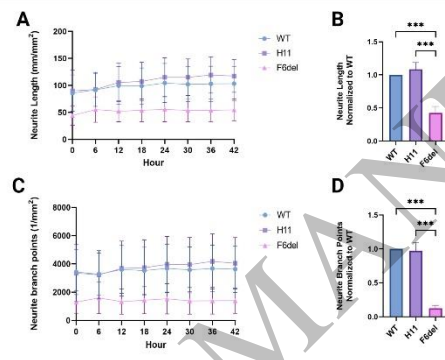 A
Neurite Length (mm/mm²)
200
150
100
50
0
0 6 12 18 24 30 36 42
Hour
WT
H11
F6del
B
Neurite Length
Normalized to WT
1.5
1.0
0.5
0.0
***
***
WT H11 F6del
C
Neurite branch points (1/mm²)
8000
6000
4000
2000
0
0 6 12 18 24 30 36 42
Hour
WT
H11
F6del
D
Neurite Branch Points
Normalized to WT
1.5
1.0
0.5
0.0
***
***
WT H11 F6del
MAN